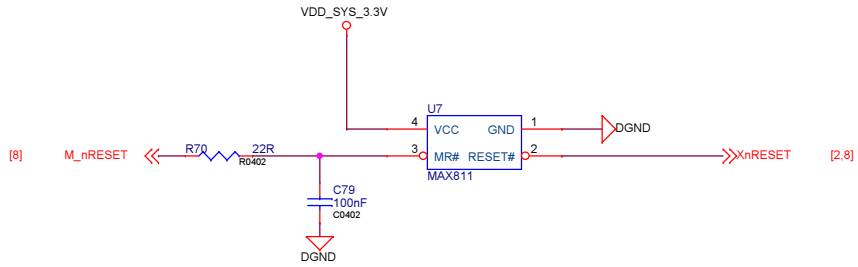 VDD_SYS_3.3V
U7
4 VCC GND 1 DGND
[8] M_nRESET R70 22R 3 MR# RESET# 2 XnRESET [2,8]
R0402
MAX811
C79
100nF
C0402
DGND